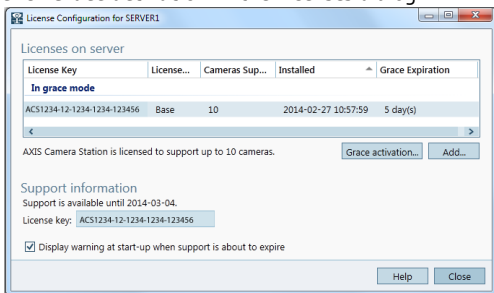 License Configuration for SERVER1
Licenses on server
License Key License... Cameras Sup... Installed Grace Expiration
In grace mode
ACS1234-12-1234-1234-123456 Base 10 2014-02-27 10:57:59 5 day(s)
AXIS Camera Station is licensed to support up to 10 cameras.
Grace activation... Add...
Support information
Support is available until 2014-03-04.
License key: ACS1234-12-1234-1234-123456
Display warning at start-up when support is about to expire
Help Close